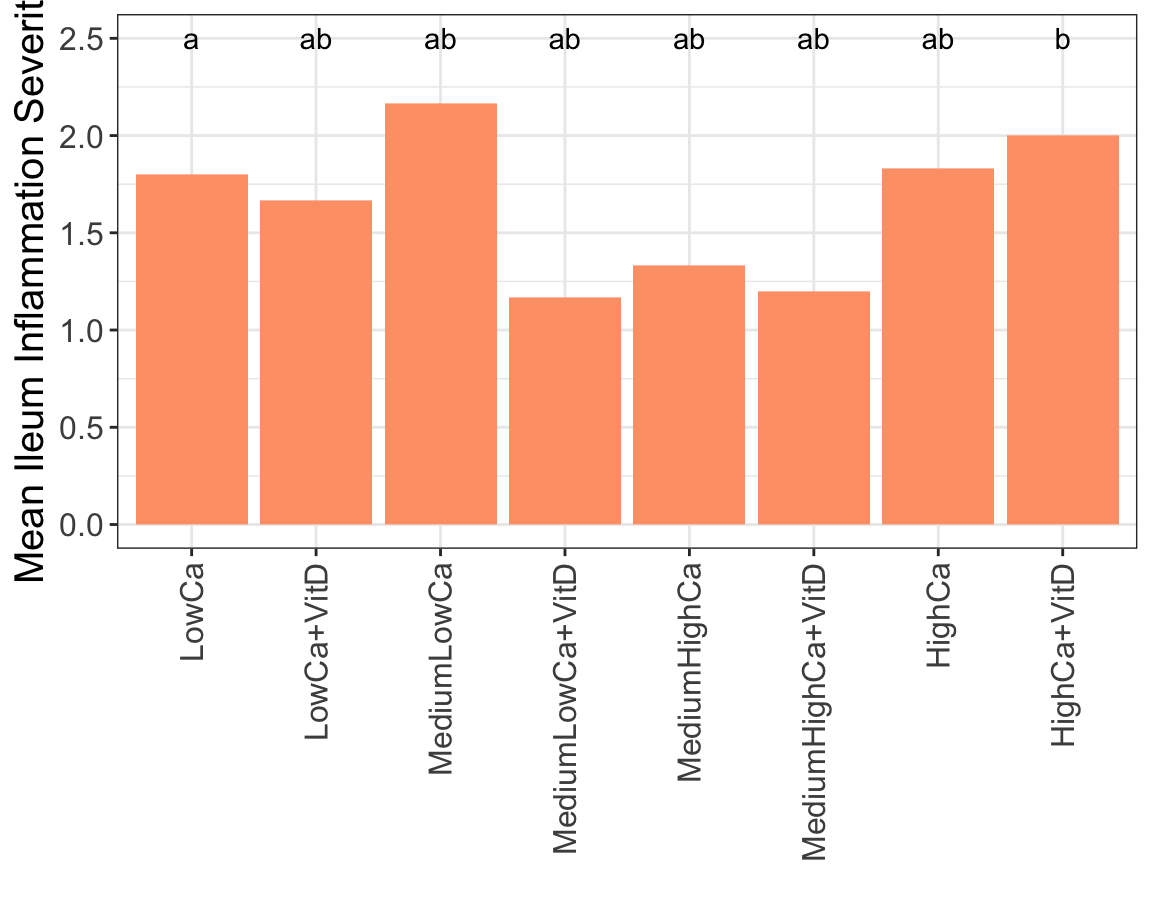 Mean Ileum Inflammation Severit
2.5
2.0
1.5
1.0
0.5
0.0
a ab ab ab ab ab ab b
LowCa
LowCa+VitD
MediumLowCa
MediumLowCa+VitD
MediumHighCa
MediumHighCa+VitD
HighCa
HighCa+VitD